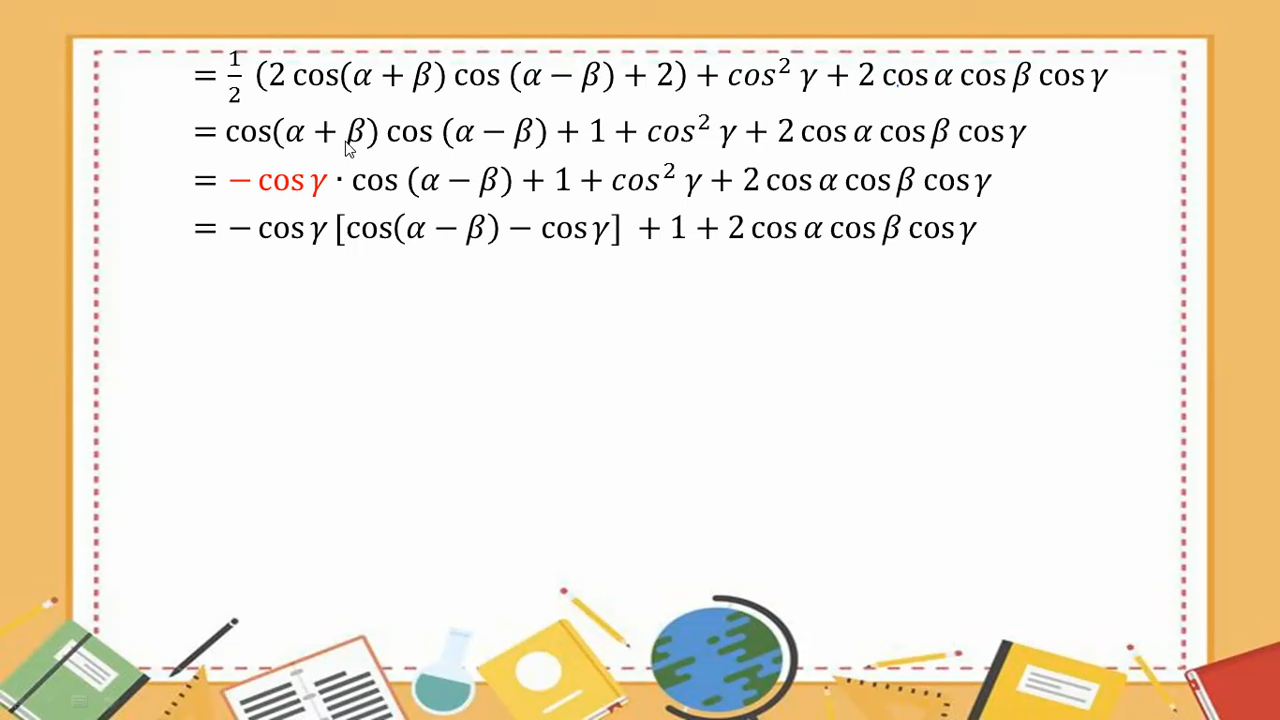 = 1/2 (2 cos(α + β) cos (α − β) + 2) + cos² γ + 2 cos α cos β cos γ
= cos(α + β) cos (α − β) + 1 + cos² γ + 2 cos α cos β cos γ
= − cos γ · cos (α − β) + 1 + cos² γ + 2 cos α cos β cos γ
= − cos γ [cos(α − β) − cos γ] + 1 + 2 cos α cos β cos γ